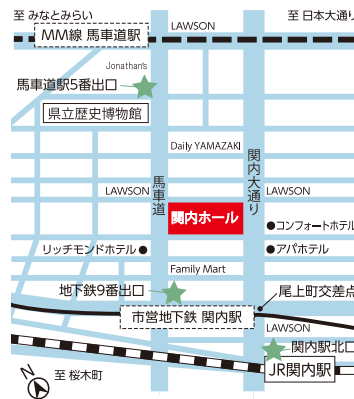 至 みなとみらい
LAWSON
至 日本大通り
MM線 馬車道駅
Jonathan's
馬車道駅5番出口
県立歴史博物館
Daily YAMAZAKI
馬車道
関内大通り
LAWSON
LAWSON
関内ホール
コンフォートホテル
リッチモンドホテル
アパホテル
Family Mart
地下鉄9番出口
尾上町交差点
市営地下鉄 関内駅
LAWSON
関内駅北口
JR関内駅
N
至 桜木町